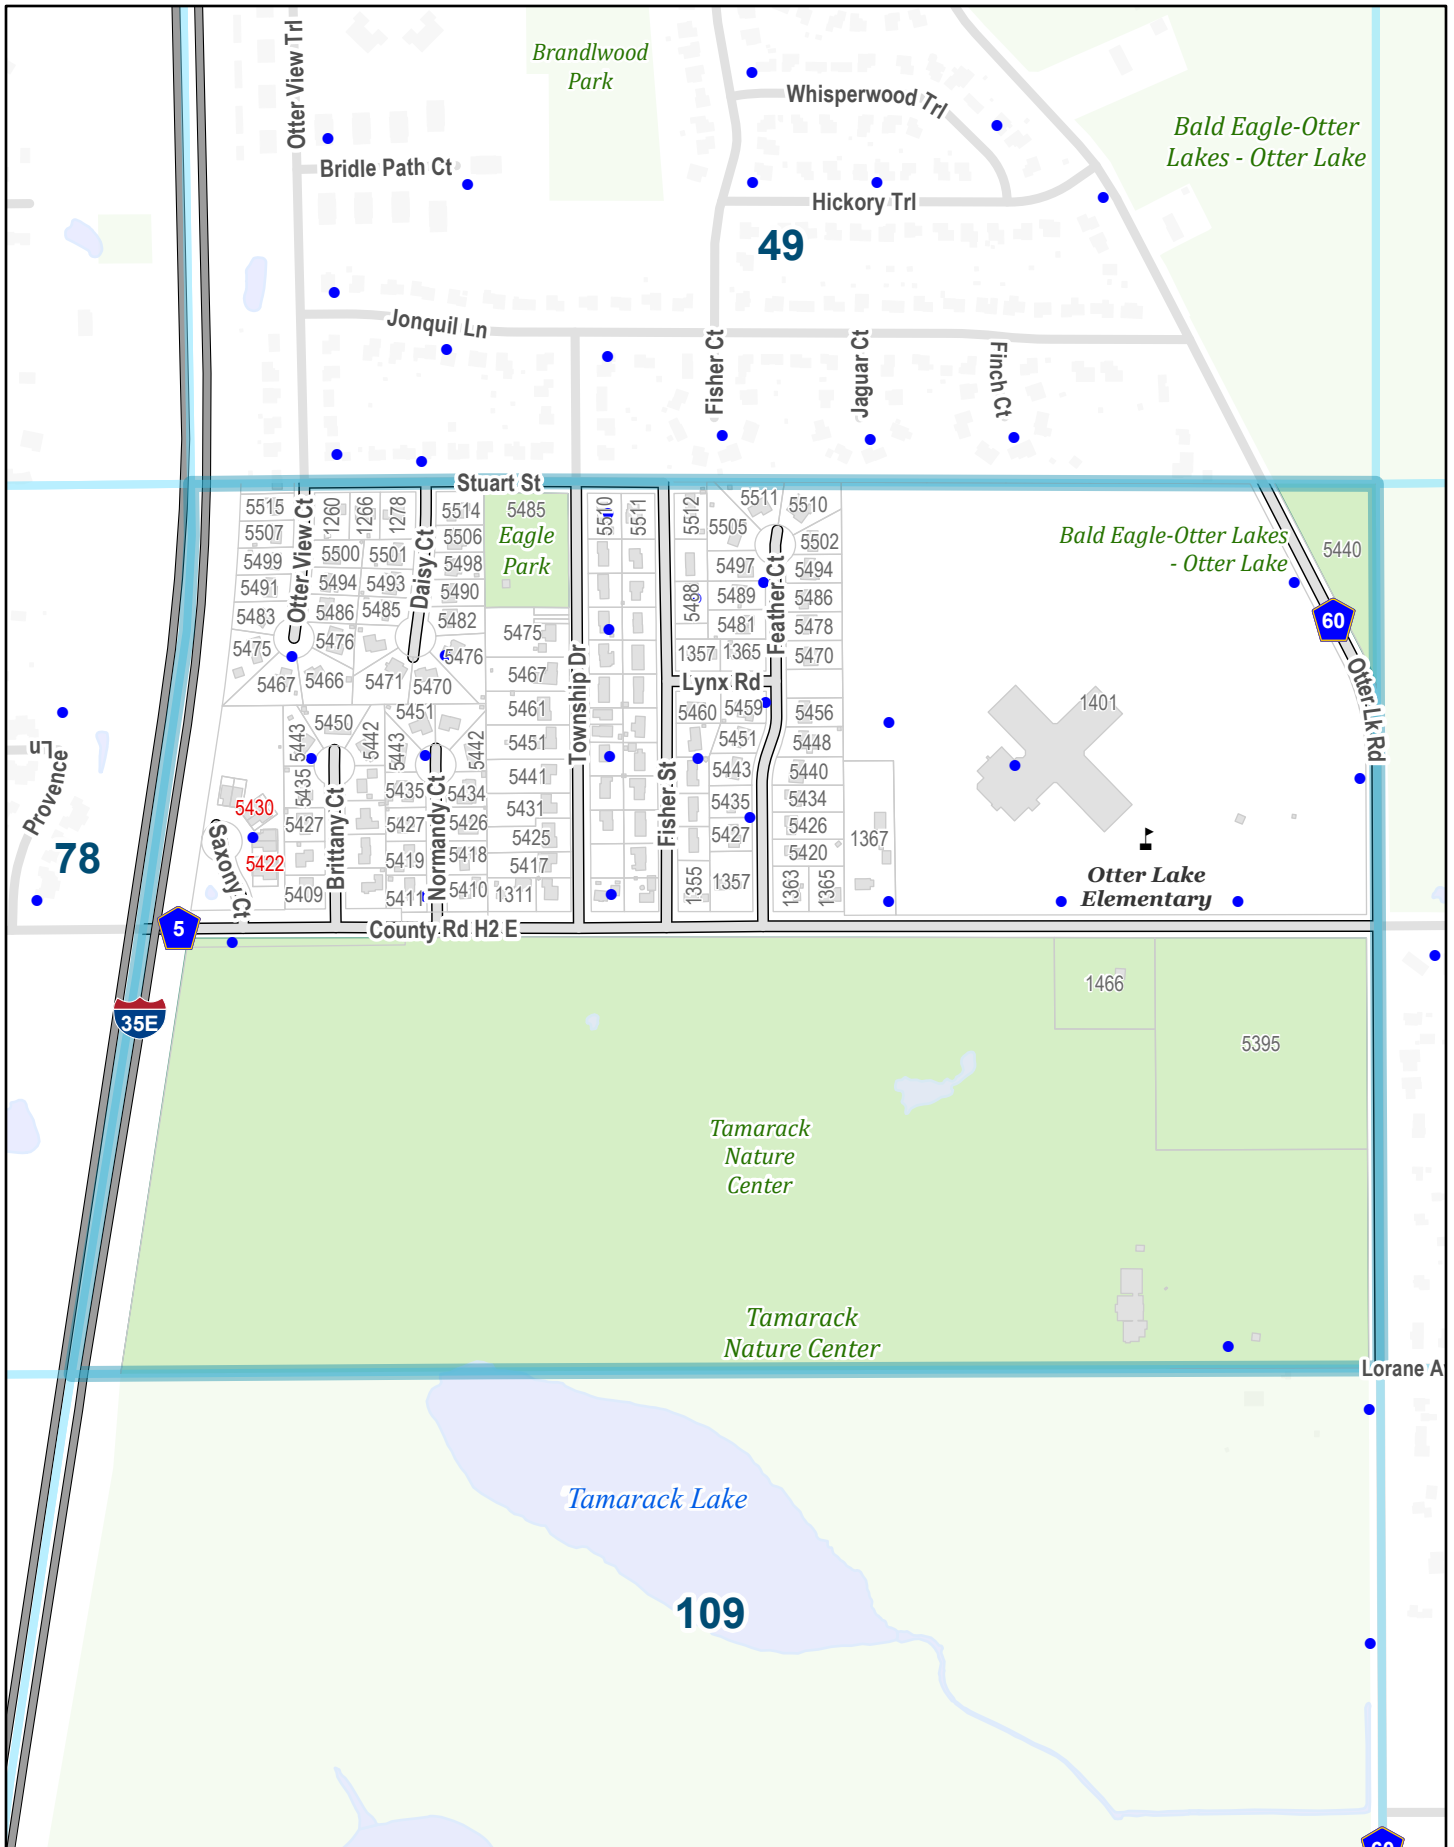 Otter View Trl
Brandlwood
Park
Whisperwood Trl
Bald Eagle-Otter
Lakes - Otter Lake
Bridle Path Ct
Hickory Trl
49
Jonquil Ln
Fisher Ct
Jaguar Ct
Finch Ct
Stuart St
5515
5507
5499
5491
5483
5475
5467
Otter View Ct
1260
1266
1278
5500
5501
5494
5493
5486
5485
5476
5466
5471
5470
Daisy Ct
5514
5506
5498
5490
5482
5476
5485
Eagle
Park
5475
5467
5461
5451
5441
5431
5425
5417
1311
Township Dr
5510
5511
Fisher St
5512
5488
5505
5511
5510
5502
5497
5494
5489
5486
5481
5478
1357
1365
5470
Feather Ct
Lynx Rd
5460
5459
5456
5451
5448
5443
5440
5435
5434
5427
5426
5420
1355
1357
1363
1365
1367
Bald Eagle-Otter Lakes
- Otter Lake
5440
60
Otter Lk Rd
1401
Otter Lake
Elementary
5450
5443
5442
5435
5427
5409
Brittany Ct
5451
5443
5442
5435
5434
5427
5426
5419
5418
5411
5410
Normandy Ct
5430
5422
Saxony Ct
Provence Ln
78
5
County Rd H2 E
35E
1466
5395
Tamarack
Nature
Center
Tamarack
Nature Center
Lorane A
Tamarack Lake
109
60